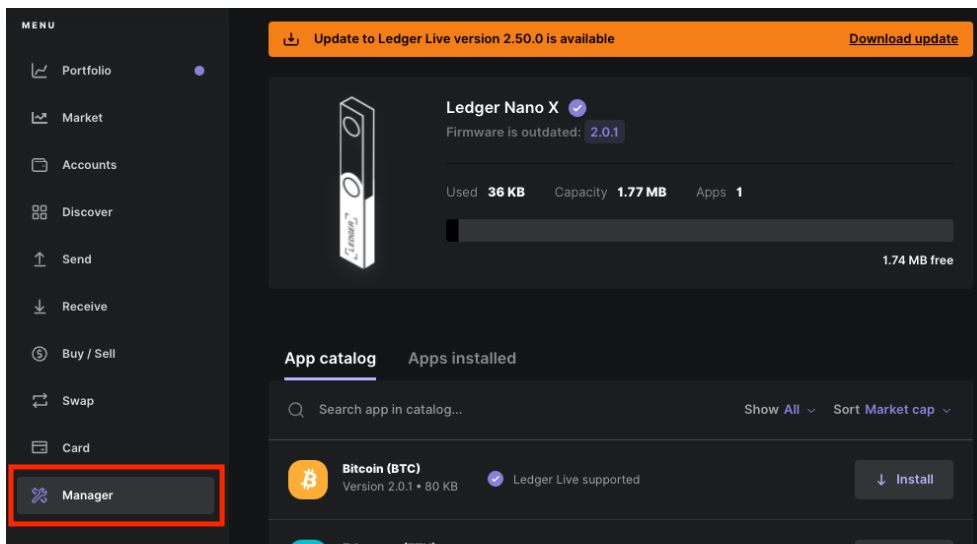 MENU
Portfolio
Market
Accounts
Discover
Send
Receive
Buy / Sell
Swap
Card
Manager
Update to Ledger Live version 2.50.0 is available
Download update
LEDGER
Ledger Nano X
Firmware is outdated: 2.0.1
Used 36 KB Capacity 1.77 MB Apps 1
1.74 MB free
App catalog Apps installed
Search app in catalog...
Show All Sort Market cap
Bitcoin (BTC)
Version 2.0.1 • 80 KB
Ledger Live supported
Install